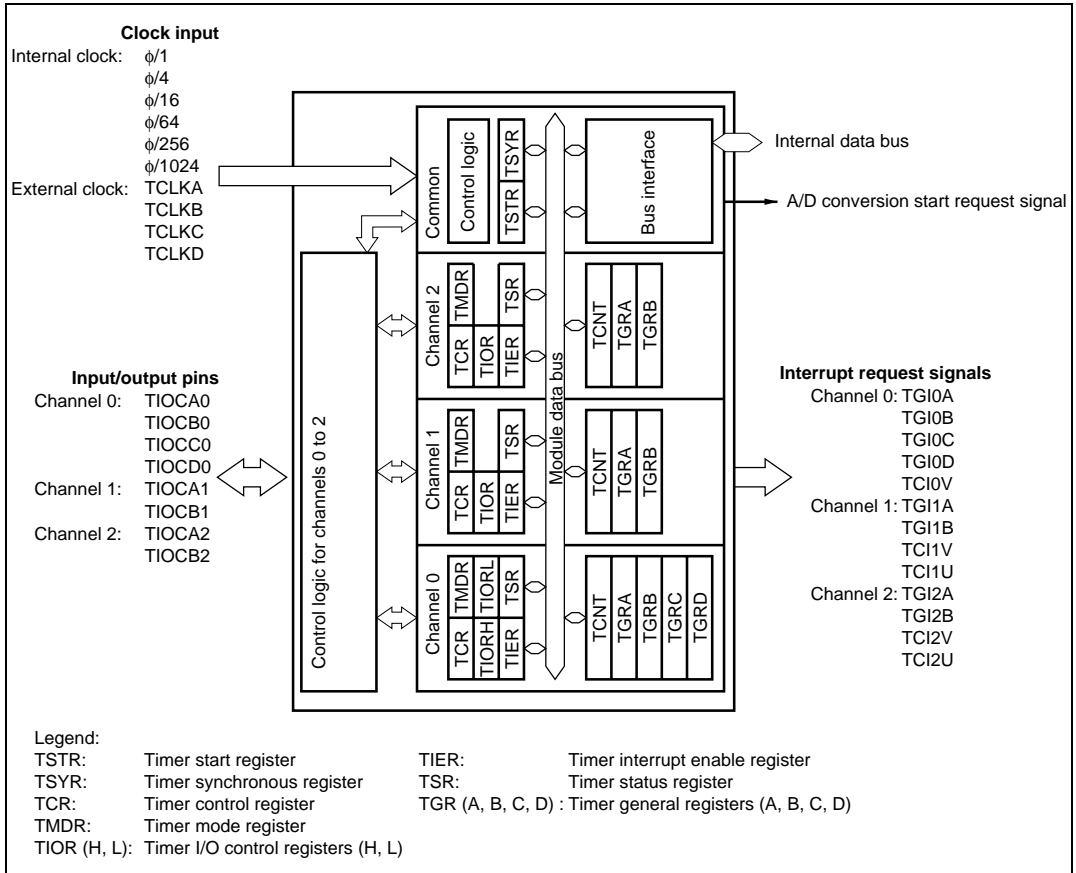 Clock input
Internal clock: ϕ/1
ϕ/4
ϕ/16
ϕ/64
ϕ/256
ϕ/1024
External clock: TCLKA
TCLKB
TCLKC
TCLKD
Input/output pins
Channel 0: TIOCA0
TIOCB0
TIOCC0
TIOCD0
Channel 1: TIOCA1
TIOCB1
Channel 2: TIOCA2
TIOCB2
Control logic for channels 0 to 2
Common
Control logic
TSTR TSYR
Bus interface
Module data bus
Channel 2
TCR TMDR
TIOR
TIER TSR
TCNT
TGRA
TGRB
Channel 1
TCR TMDR
TIOR
TIER TSR
TCNT
TGRA
TGRB
Channel 0
TCR TMDR
TIORH TIORL
TIER TSR
TCNT
TGRA
TGRB
TGRC
TGRD
Internal data bus
A/D conversion start request signal
Interrupt request signals
Channel 0: TGI0A
TGI0B
TGI0C
TGI0D
TCI0V
Channel 1: TGI1A
TGI1B
TCI1V
TCI1U
Channel 2: TGI2A
TGI2B
TCI2V
TCI2U
Legend:
TSTR: Timer start register
TSYR: Timer synchronous register
TCR: Timer control register
TMDR: Timer mode register
TIOR (H, L): Timer I/O control registers (H, L)
TIER: Timer interrupt enable register
TSR: Timer status register
TGR (A, B, C, D) : Timer general registers (A, B, C, D)